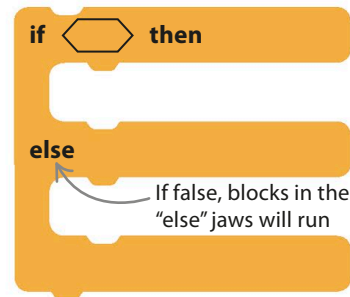 if then
else
If false, blocks in the
“else” jaws will run